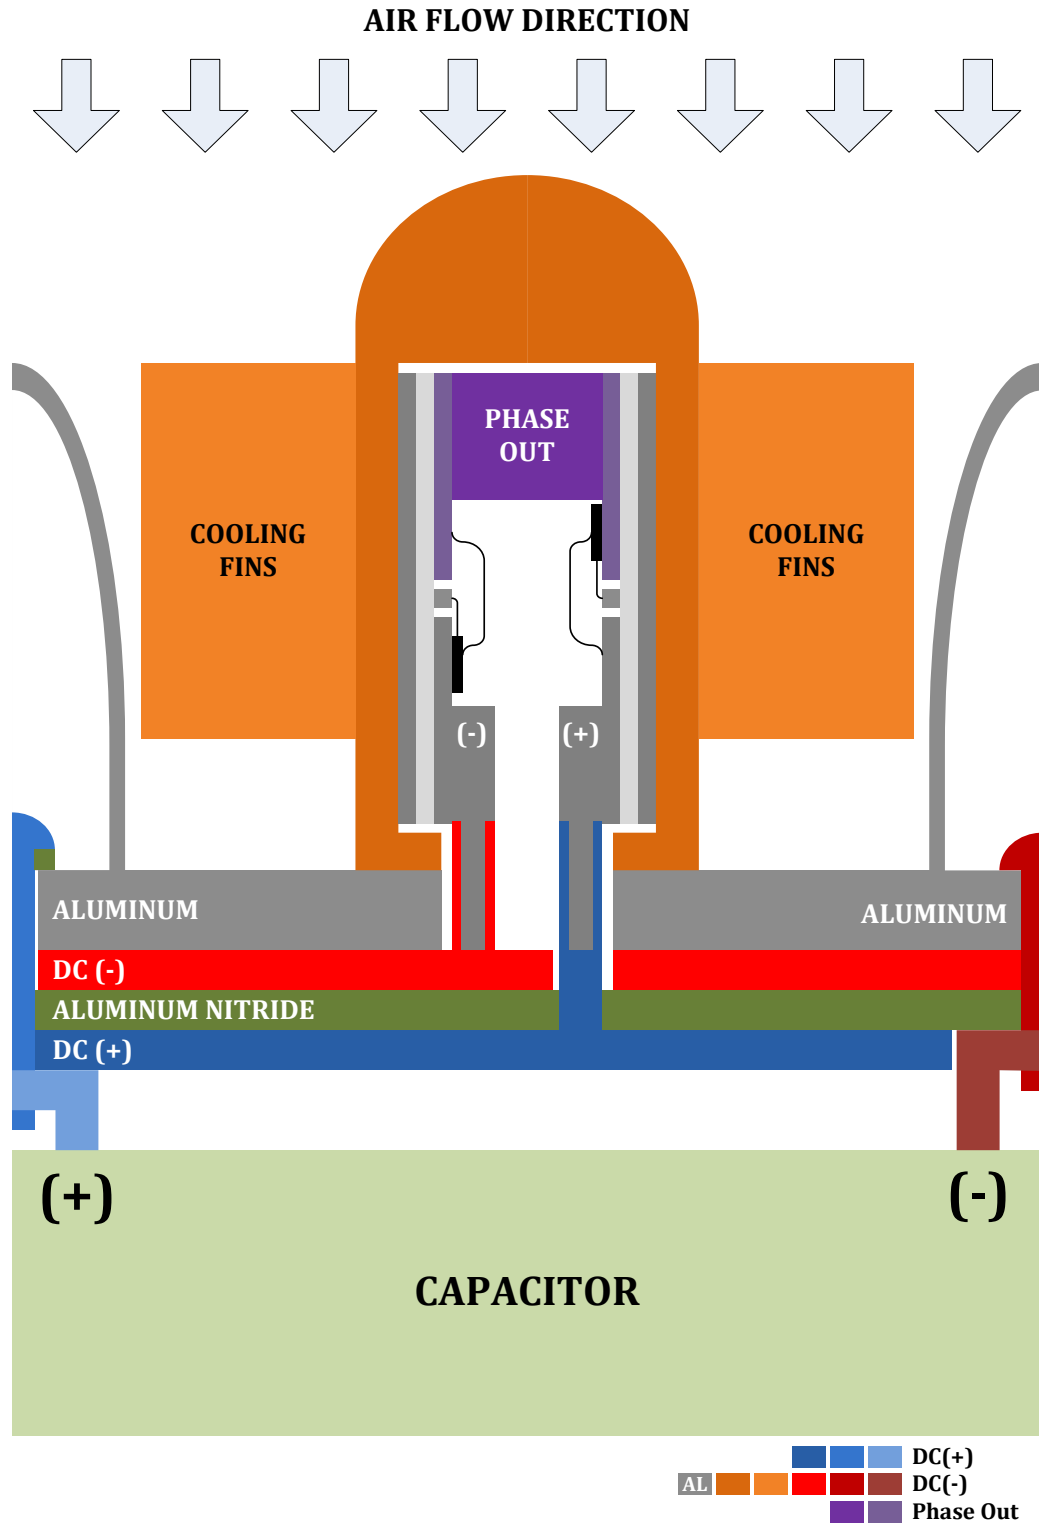 AIR FLOW DIRECTION
PHASE
OUT
COOLING
FINS
COOLING
FINS
(-)
(+)
ALUMINUM
ALUMINUM
DC (-)
ALUMINUM NITRIDE
DC (+)
(+)
(-)
CAPACITOR
DC(+)
AL
DC(-)
Phase Out